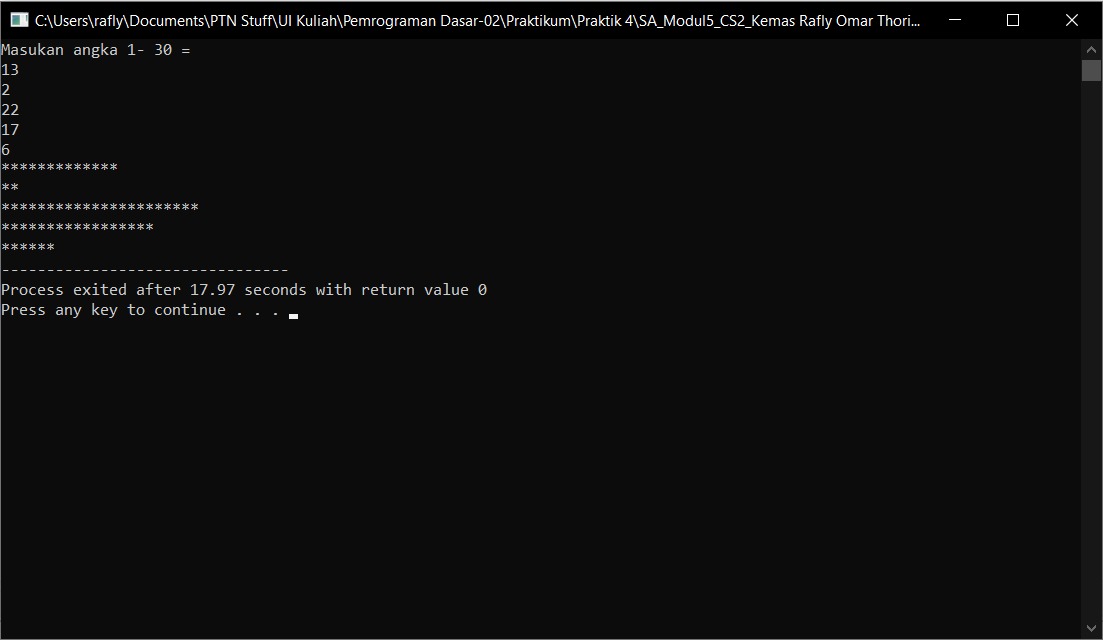 C:\Users\rafly\Documents\PTN Stuff\UI Kuliah\Pemrograman Dasar-02\Praktikum\Praktik 4\SA_Modul5_CS2_Kemas Rafly Omar Thori...
Masukan angka 1- 30 =
13
2
22
17
6
*************
**
**********************
*****************
******
--------------------------------
Process exited after 17.97 seconds with return value 0
Press any key to continue . . .